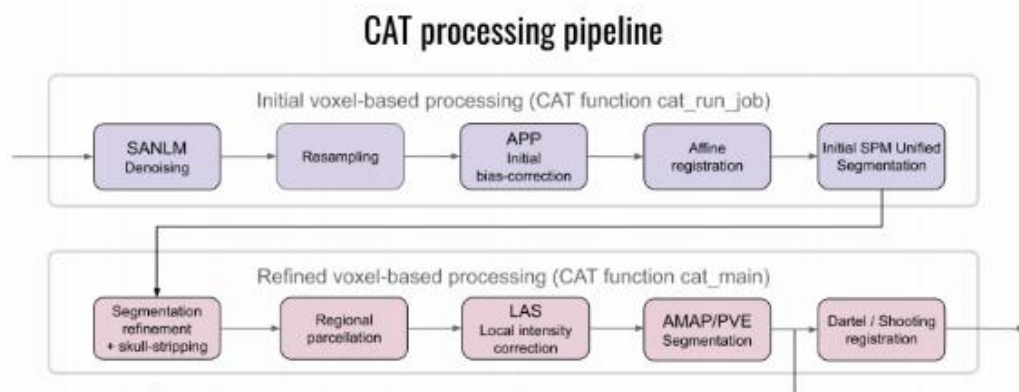 CAT processing pipeline
Initial voxel-based processing (CAT function cat_run_job)
SANLM
Denoising
Resampling
APP
Initial
bias-correction
Affine
registration
Initial SPM Unified
Segmentation
Refined voxel-based processing (CAT function cat_main)
Segmentation
refinement
+ skull-stripping
Regional
parcellation
LAS
Local intensity
correction
AMAP/PVE
Segmentation
Dartel / Shooting
registration